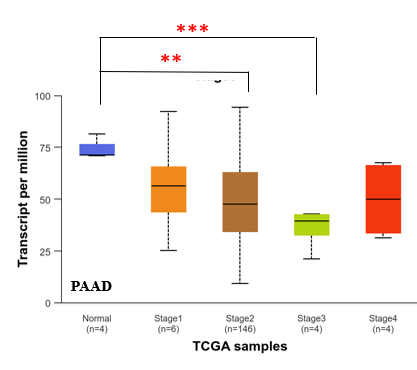 ***
**
100
75
50
25
0
Transcript per million
PAAD
Normal
(n=4)
Stage1
(n=6)
Stage2
(n=146)
Stage3
(n=4)
Stage4
(n=4)
TCGA samples